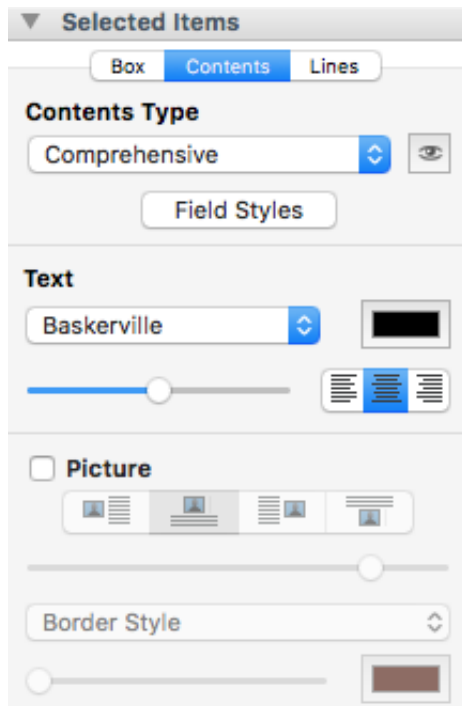 Selected Items
Box Contents Lines
Contents Type
Comprehensive
Field Styles
Text
Baskerville
Picture
Border Style